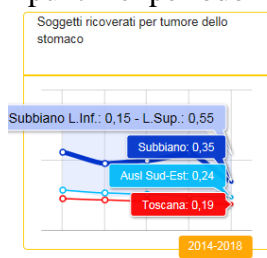 Soggetti ricoverati per tumore dello
stomaco
Subbiano L.Inf.: 0,15 - L.Sup.: 0,55
Subbiano: 0,35
Ausl Sud-Est: 0,24
Toscana: 0,19
2014-2018